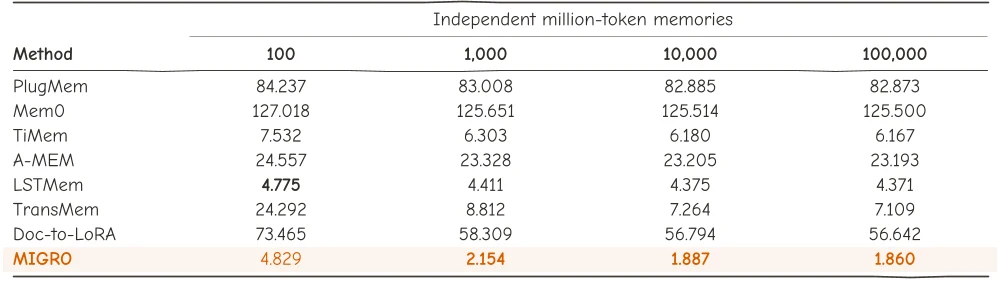 Independent million-token memories
Method 100 1,000 10,000 100,000
PlugMem 84.237 83.008 82.885 82.873
Mem0 127.018 125.651 125.514 125.500
TiMem 7.532 6.303 6.180 6.167
A-MEM 24.557 23.328 23.205 23.193
LSTMem 4.775 4.411 4.375 4.371
TransMem 24.292 8.812 7.264 7.109
Doc-to-LoRA 73.465 58.309 56.794 56.642
MIGRO 4.829 2.154 1.887 1.860